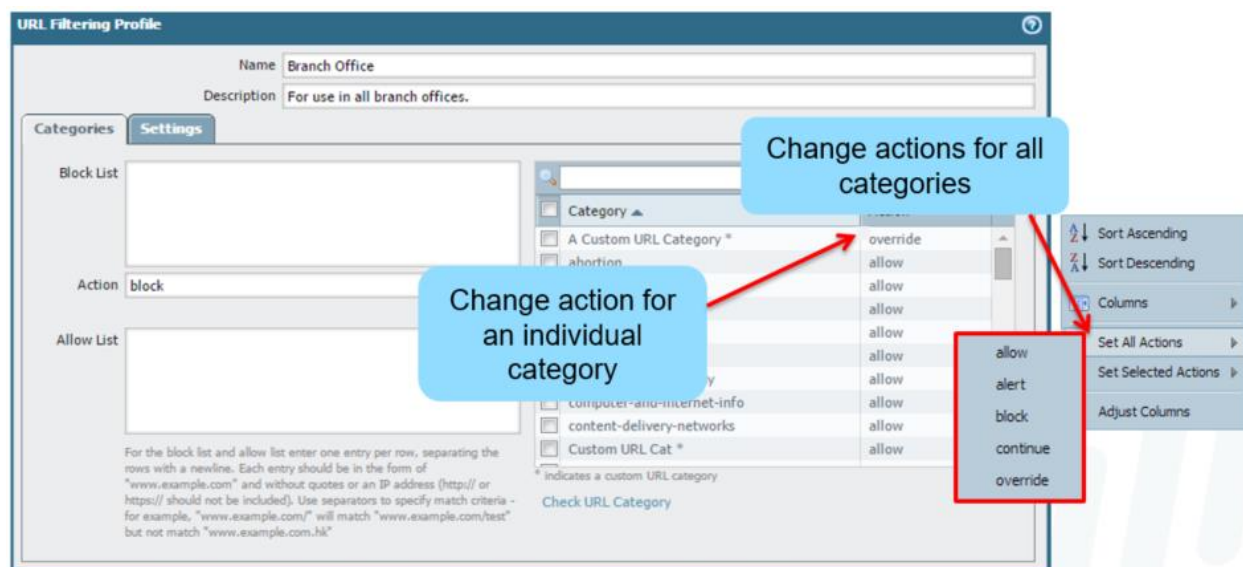 URL Filtering Profile
Name Branch Office
Description For use in all branch offices.
Categories Settings
Block List
Action block
Allow List
For the block list and allow list enter one entry per row, separating the
rows with a newline. Each entry should be in the form of
"www.example.com" and without quotes or an IP address (http:// or
https:// should not be included). Use separators to specify match criteria -
for example, "www.example.com/" will match "www.example.com/test"
but not match "www.example.com.hk"
Category
A Custom URL Category * override
abortion allow
allow
allow
allow
allow
allow
computer-and-internet-info allow
content-delivery-networks allow
Custom URL Cat * allow
* indicates a custom URL category
Check URL Category
Change actions for all
categories
Change action for
an individual
category
Sort Ascending
Sort Descending
Columns
Set All Actions
Set Selected Actions
Adjust Columns
allow
alert
block
continue
override